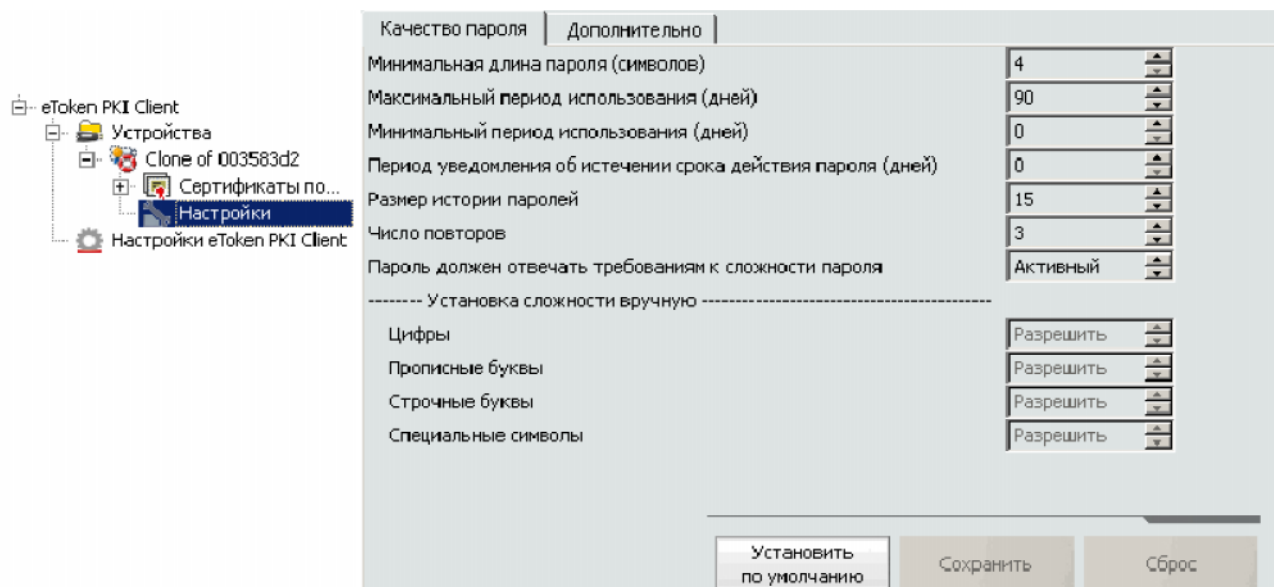 eToken PKI Client
Устройства
Clone of 003583d2
Сертификаты по...
Настройки
Настройки eToken PKI Client
Качество пароля
Дополнительно
Минимальная длина пароля (символов) 4
Максимальный период использования (дней) 90
Минимальный период использования (дней) 0
Период уведомления об истечении срока действия пароля (дней) 0
Размер истории паролей 15
Число повторов 3
Пароль должен отвечать требованиям к сложности пароля Активный
-------- Установка сложности вручную -----------------------------------
Цифры Разрешить
Прописные буквы Разрешить
Строчные буквы Разрешить
Специальные символы Разрешить
Установить
по умолчанию
Сохранить
Сброс